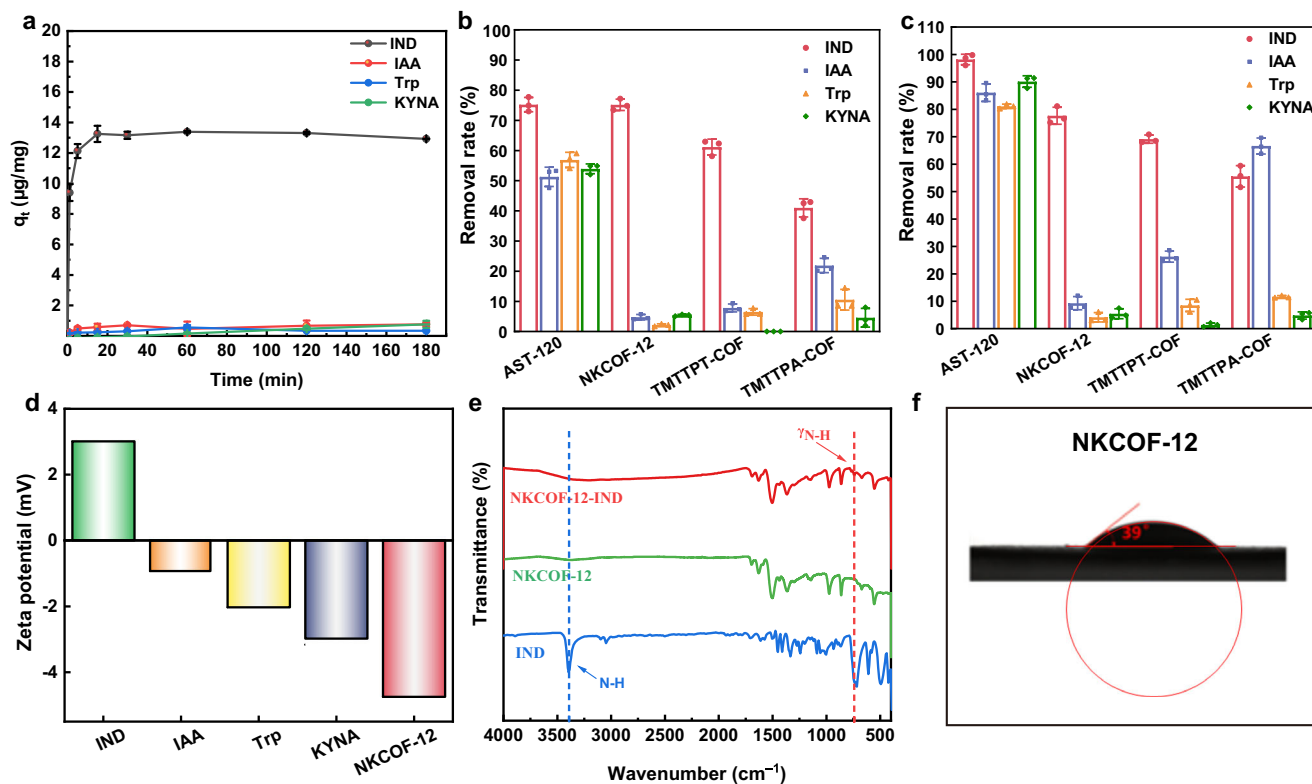 a
20
18
16
14
12
10
8
6
4
2
qt (µg/mg)
0 20 40 60 80 100 120 140 160 180
Time (min)
IND
IAA
Trp
KYNA
b
100
90
80
70
60
50
40
30
20
10
0
Removal rate (%)
IND
IAA
Trp
KYNA
AST-120
NKCOF-12
TMTTPT-COF
TMTTPA-COF
c
100
90
80
70
60
50
40
30
20
10
0
Removal rate (%)
IND
IAA
Trp
KYNA
AST-120
NKCOF-12
TMTTPT-COF
TMTTPA-COF
d
4
2
0
-2
-4
Zeta potential (mV)
IND
IAA
Trp
KYNA
NKCOF-12
e
Transmittance (%)
γN-H
NKCOF-12-IND
NKCOF-12
IND
N-H
4000 3500 3000 2500 2000 1500 1000 500
Wavenumber (cm⁻¹)
f
NKCOF-12
39°